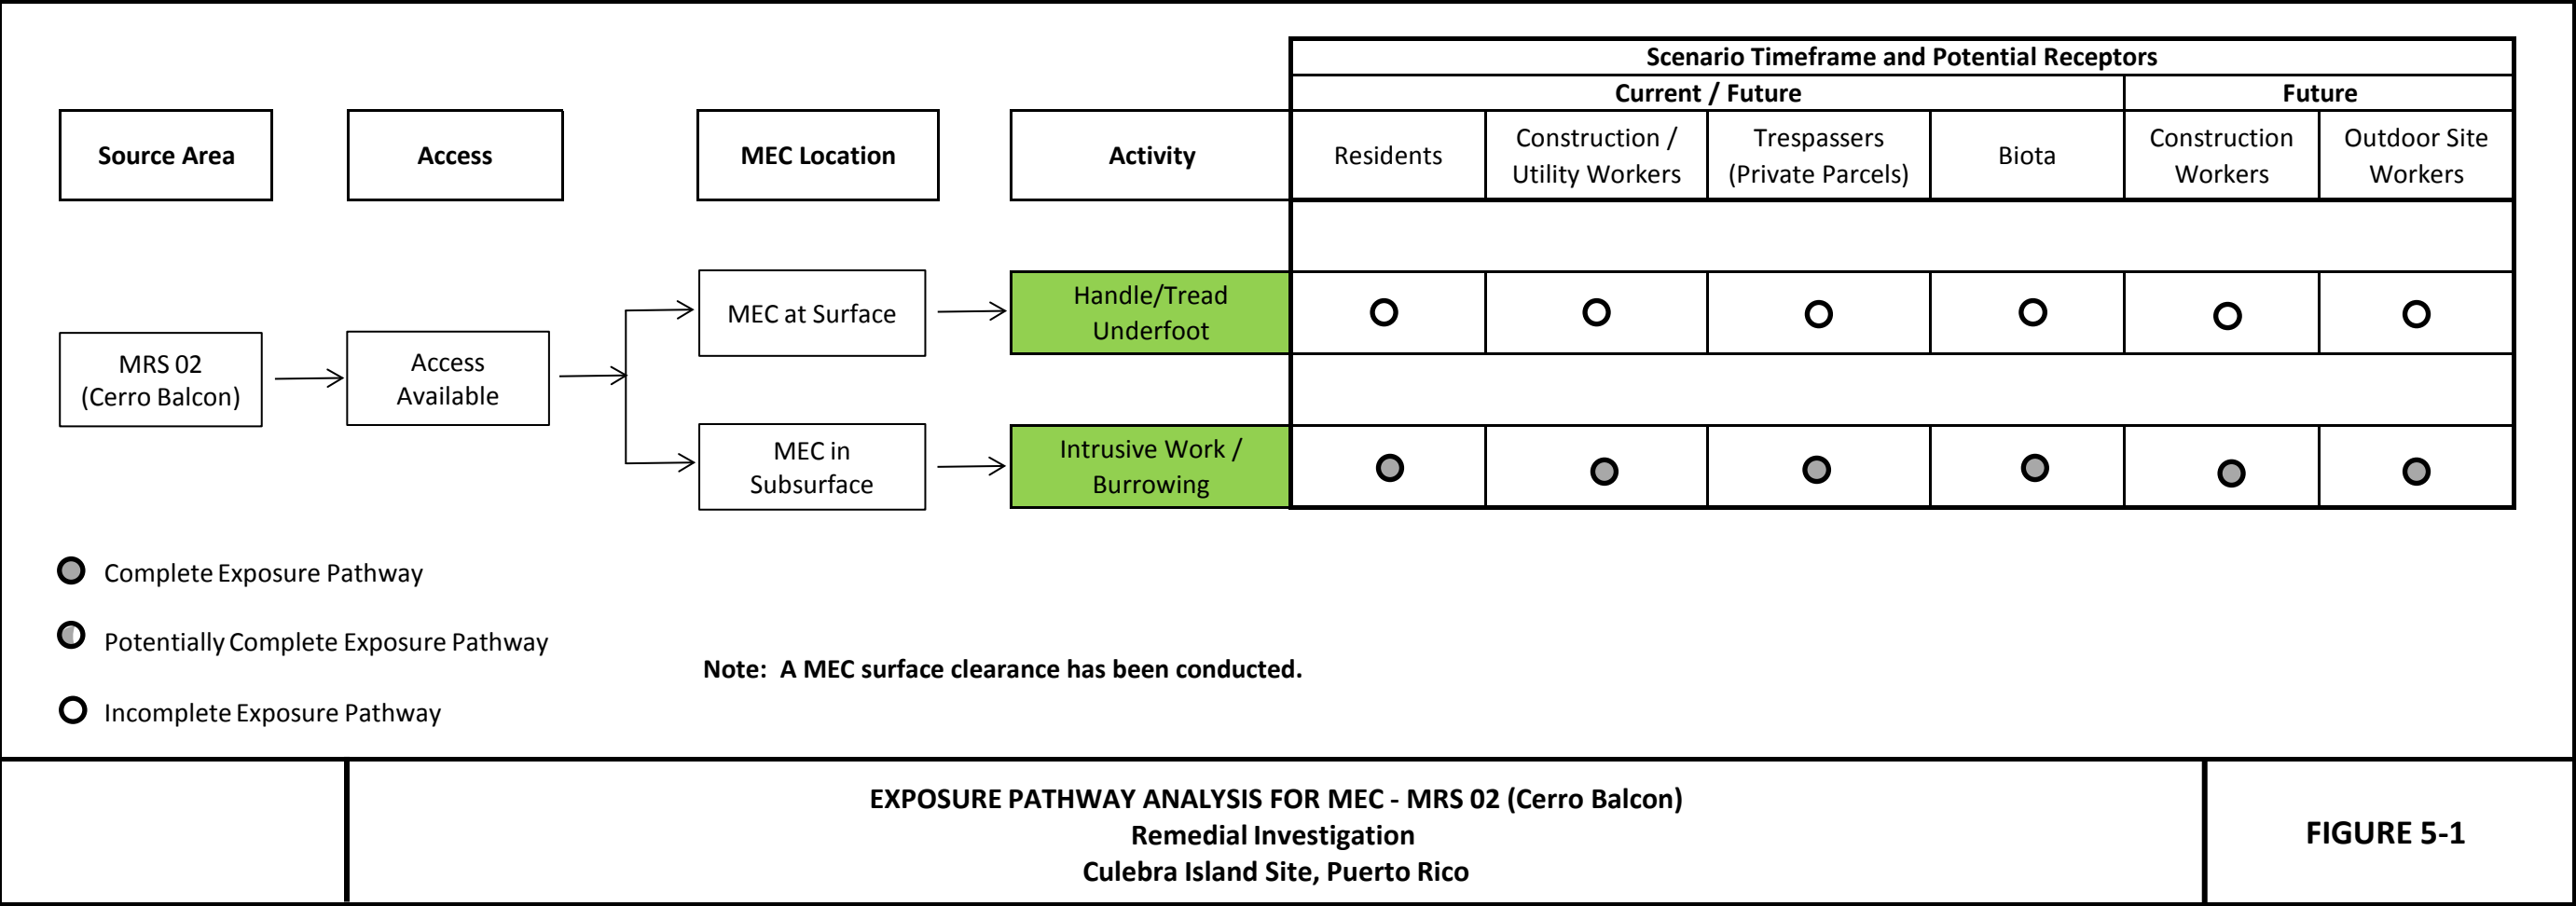 Scenario Timeframe and Potential Receptors
Current / Future
Future
Source Area
Access
MEC Location
Activity
Residents
Construction /
Utility Workers
Trespassers
(Private Parcels)
Biota
Construction
Workers
Outdoor Site
Workers
MRS 02
(Cerro Balcon)
Access
Available
MEC at Surface
Handle/Tread
Underfoot
MEC in
Subsurface
Intrusive Work /
Burrowing
Complete Exposure Pathway
Potentially Complete Exposure Pathway
Incomplete Exposure Pathway
Note: A MEC surface clearance has been conducted.
EXPOSURE PATHWAY ANALYSIS FOR MEC - MRS 02 (Cerro Balcon)
Remedial Investigation
Culebra Island Site, Puerto Rico
FIGURE 5-1